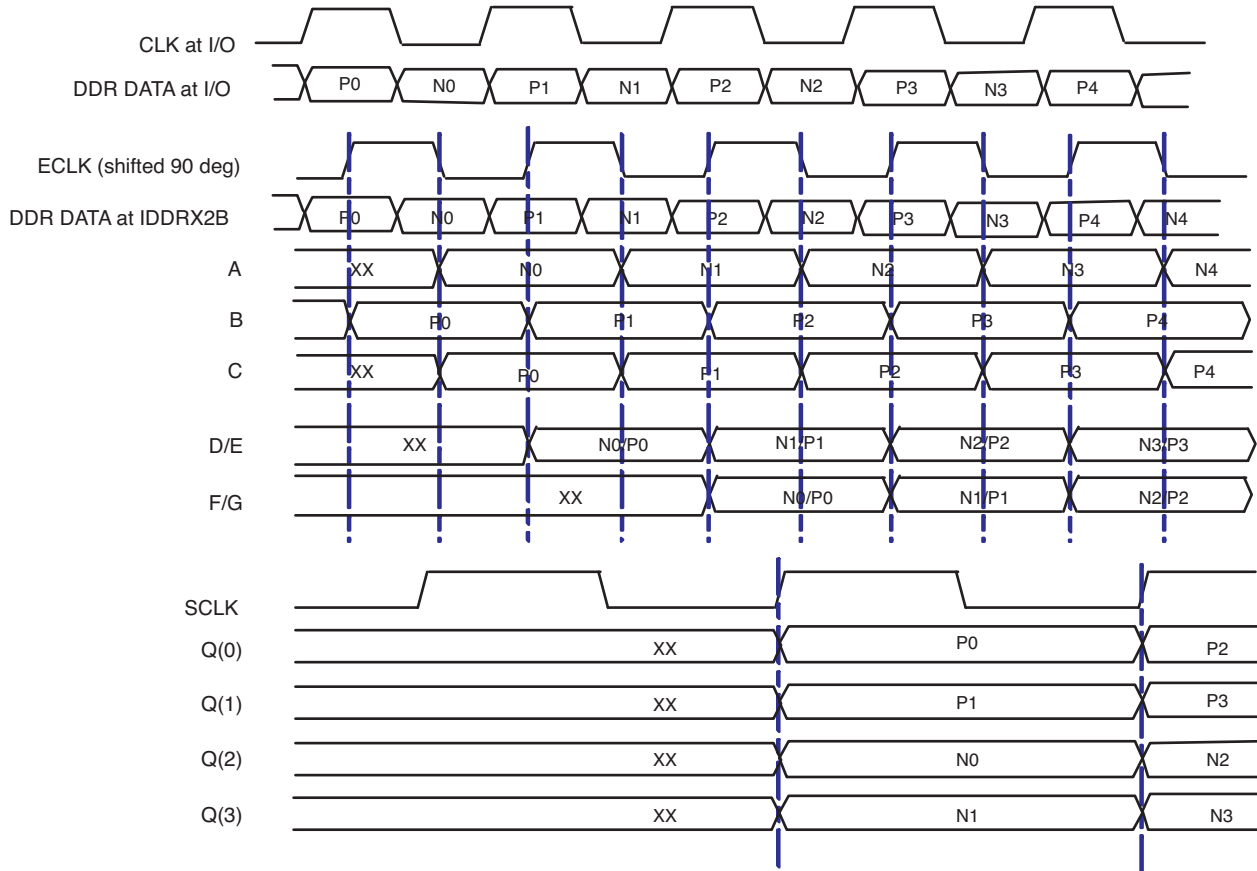 CLK at I/O
DDR DATA at I/O P0 N0 P1 N1 P2 N2 P3 N3 P4
ECLK (shifted 90 deg)
DDR DATA at IDDRX2B P0 N0 P1 N1 P2 N2 P3 N3 P4 N4
A XX N0 N1 N2 N3 N4
B P0 P1 P2 P3 P4
C XX P0 P1 P2 P3 P4
D/E XX N0/P0 N1/P1 N2/P2 N3/P3
F/G XX N0/P0 N1/P1 N2/P2
SCLK
Q(0) XX P0 P2
Q(1) XX P1 P3
Q(2) XX N0 N2
Q(3) XX N1 N3